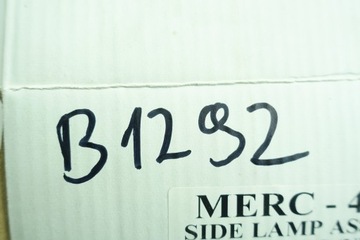 B1292
MERC - 4
SIDE LAMP AS